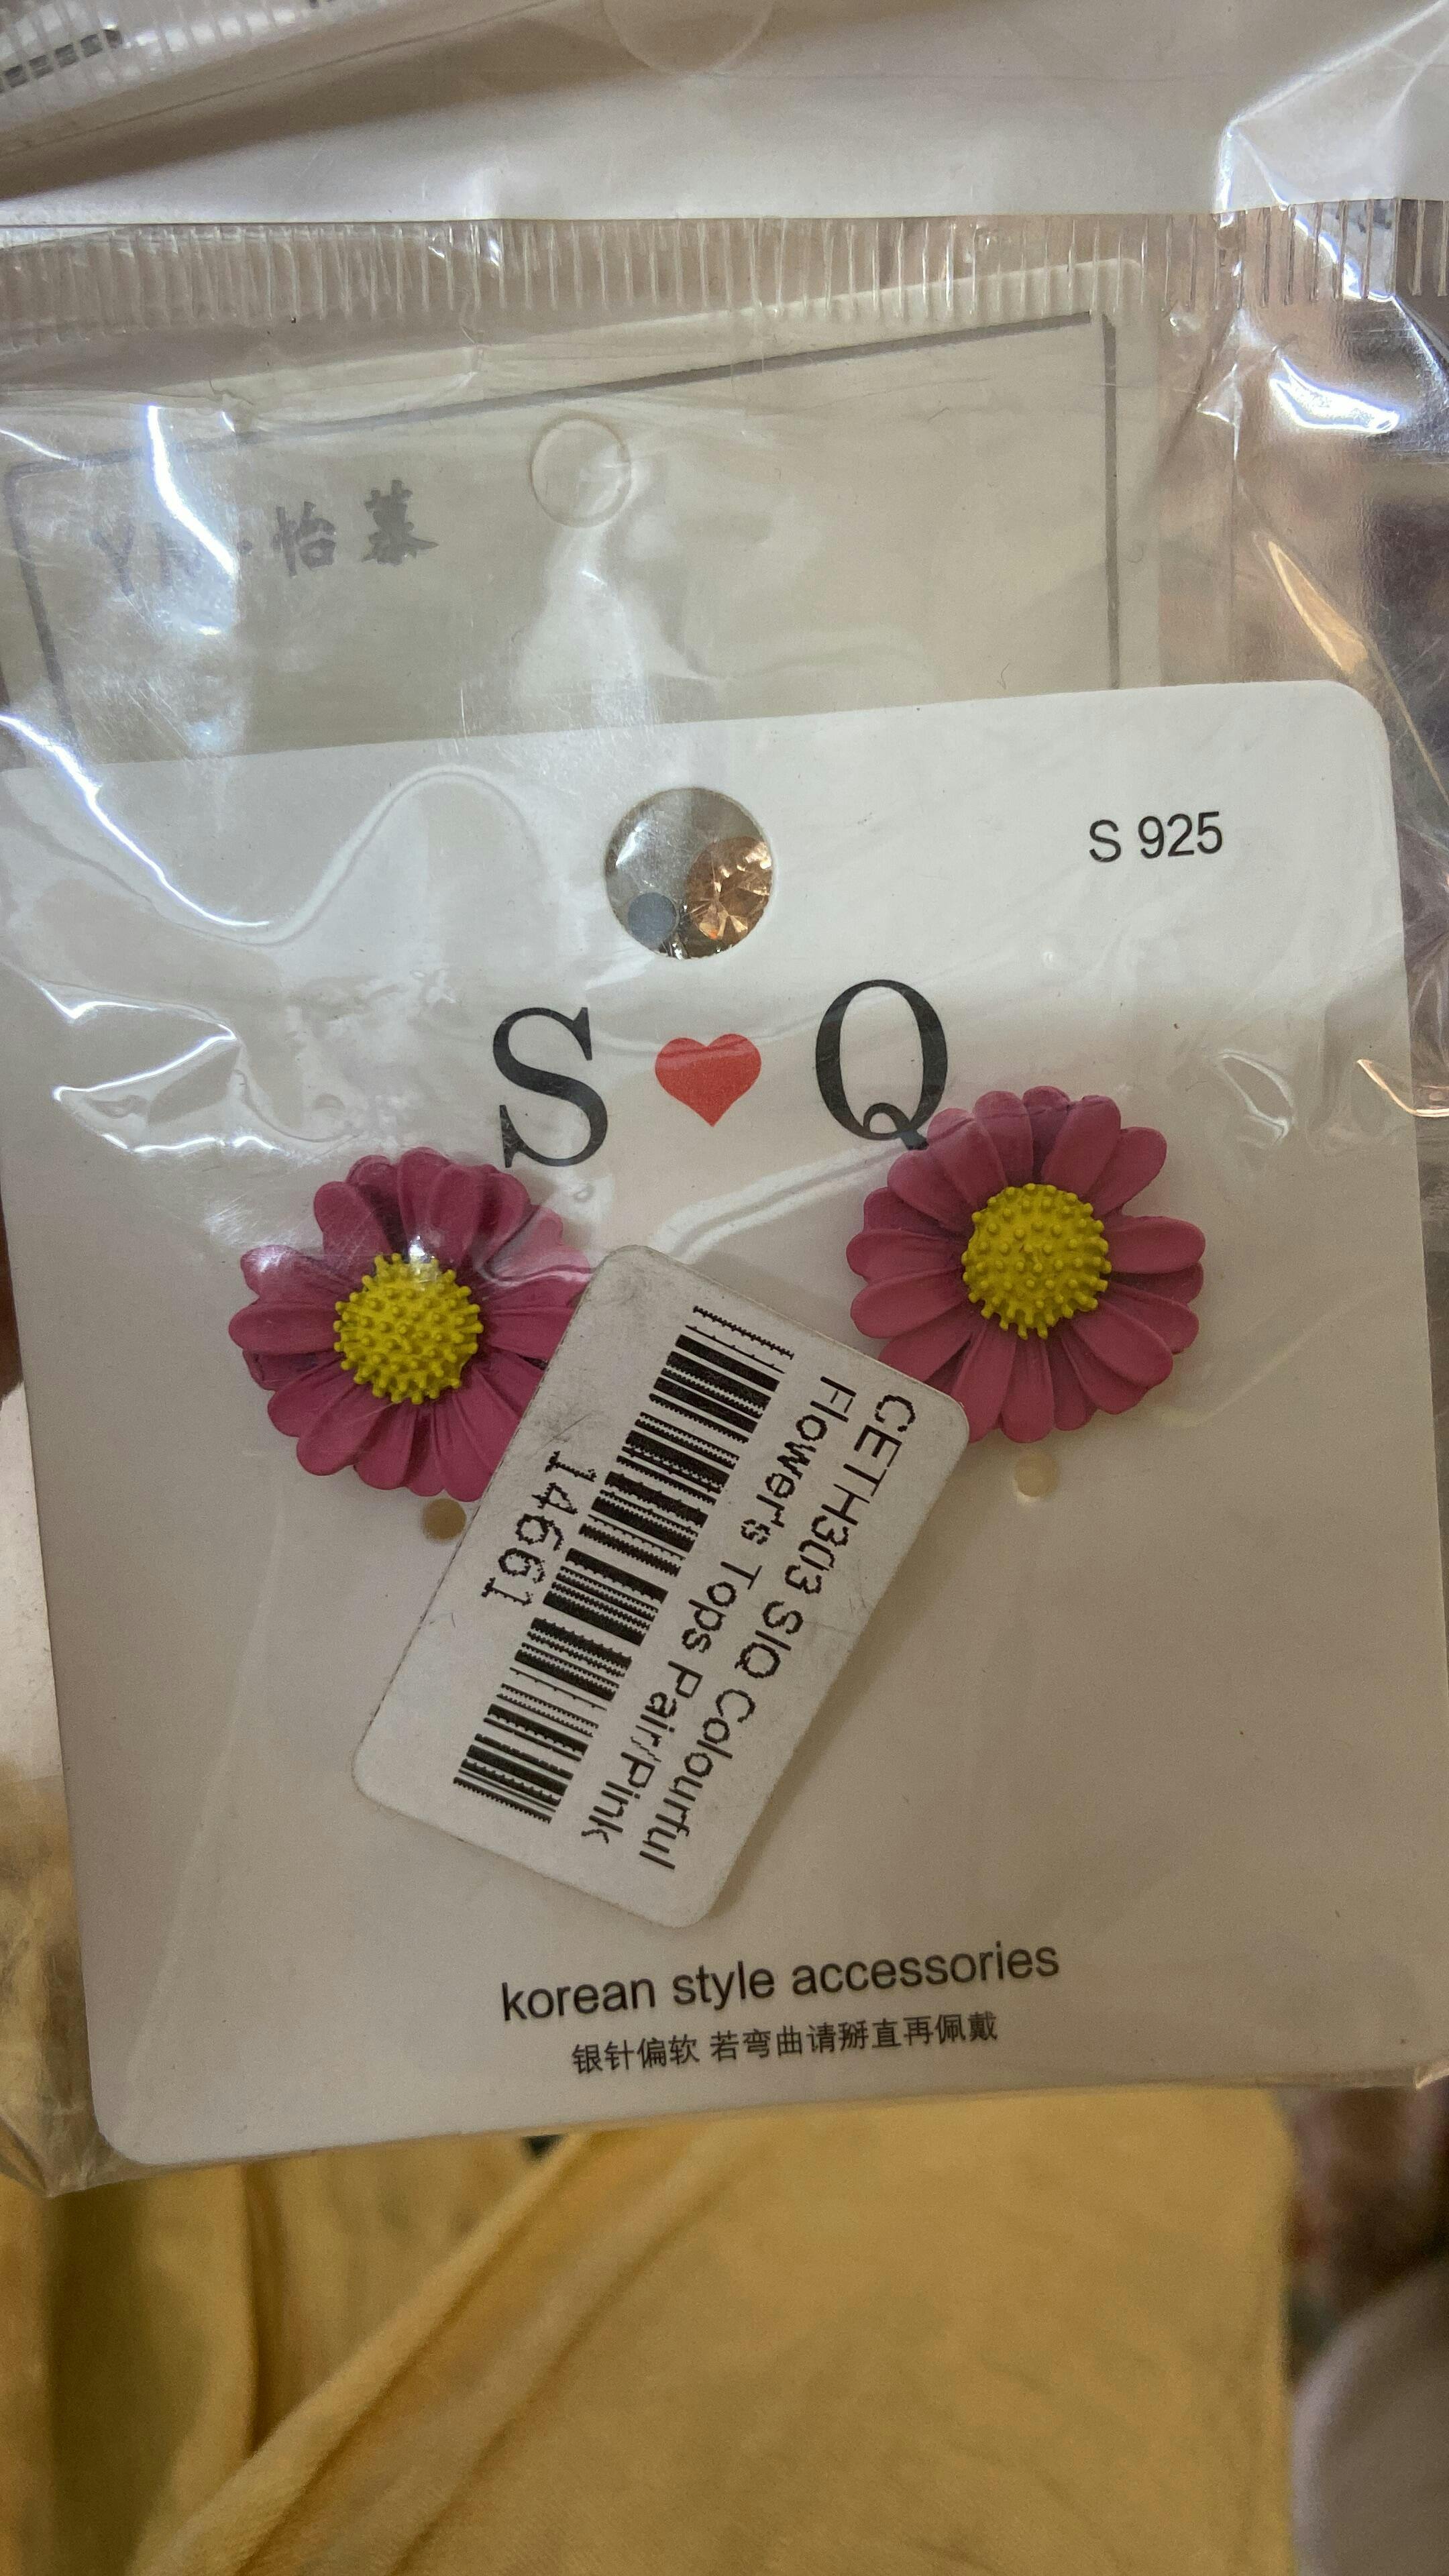 怡慕
S 925
S Q
CETH303 SIQ Colourful
Flower's Tops Pair/Pink
14661
korean style accessories
银针偏软 若弯曲请掰直再佩戴